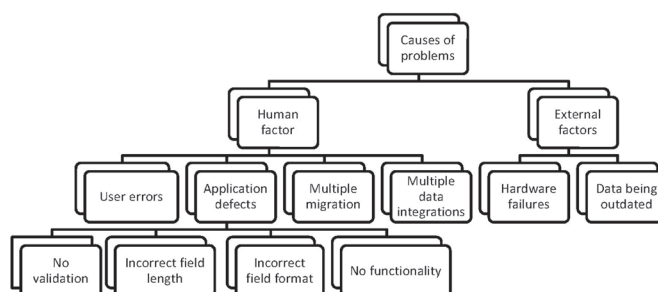 Causes of
problems
Human
factor
External
factors
User errors
Application
defects
Multiple
migration
Multiple
data
integrations
Hardware
failures
Data being
outdated
No
validation
Incorrect field
length
Incorrect
field format
No functionality